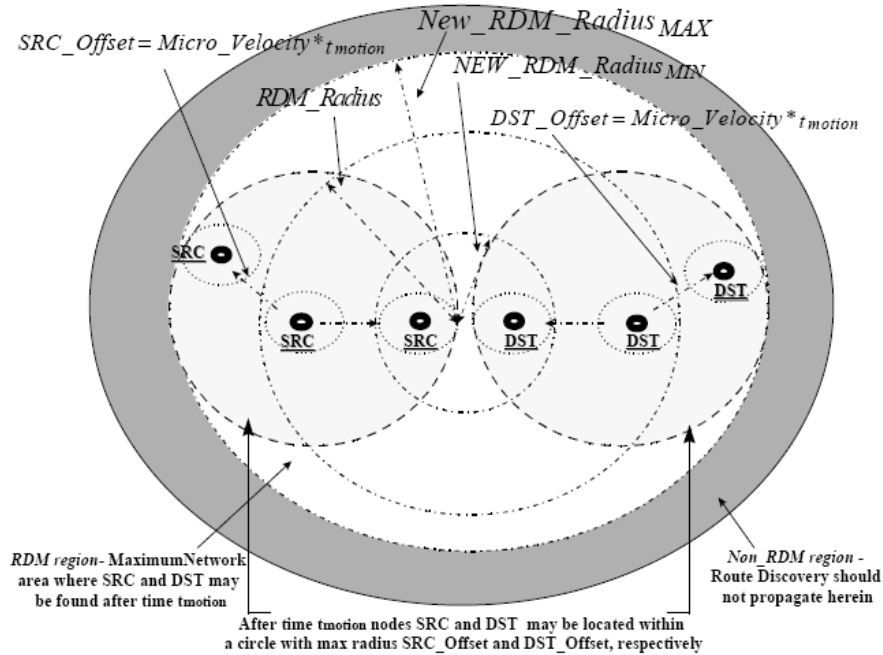 New_RDM_Radius MAX
SRC_Offset = Micro_Velocity* tmotion
NEW_RDM_Radius MIN
RDM_Radius
DST_Offset = Micro_Velocity* tmotion
SRC
DST
SRC
SRC
DST
DST
RDM region- MaximumNetwork
area where SRC and DST may
be found after time tmotion
Non_RDM region -
Route Discovery should
not propagate herein
After time tmotion nodes SRC and DST may be located within
a circle with max radius SRC_Offset and DST_Offset, respectively